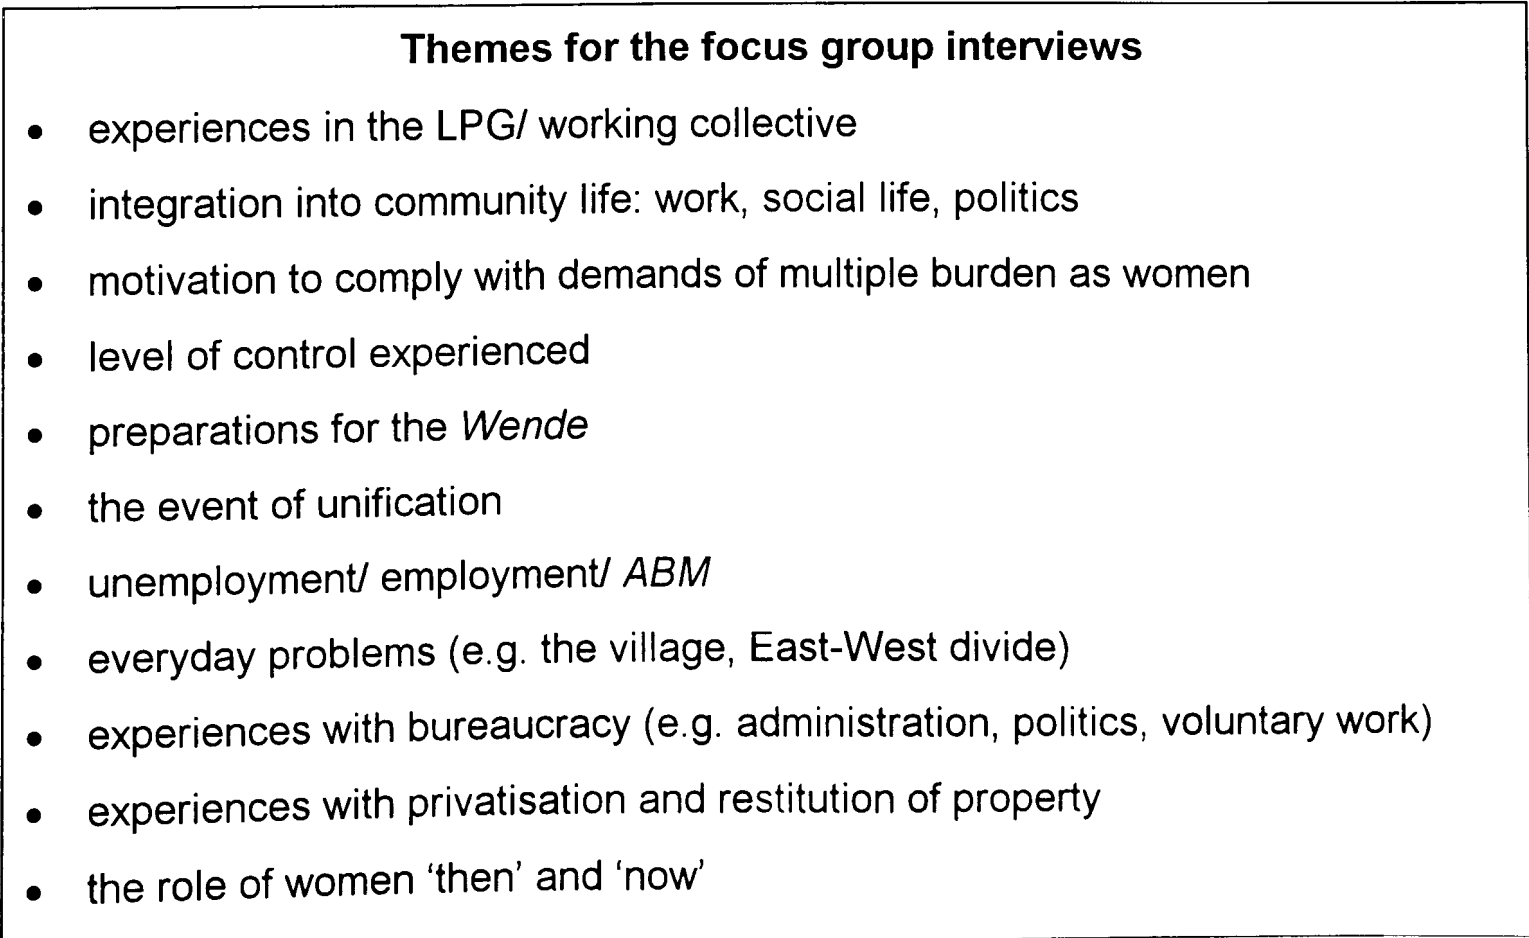 Themes for the focus group interviews
• experiences in the LPG/ working collective
• integration into community life: work, social life, politics
• motivation to comply with demands of multiple burden as women
• level of control experienced
• preparations for the Wende
• the event of unification
• unemployment/ employment/ ABM
• everyday problems (e.g. the village, East-West divide)
• experiences with bureaucracy (e.g. administration, politics, voluntary work)
• experiences with privatisation and restitution of property
• the role of women ‘then’ and ‘now’